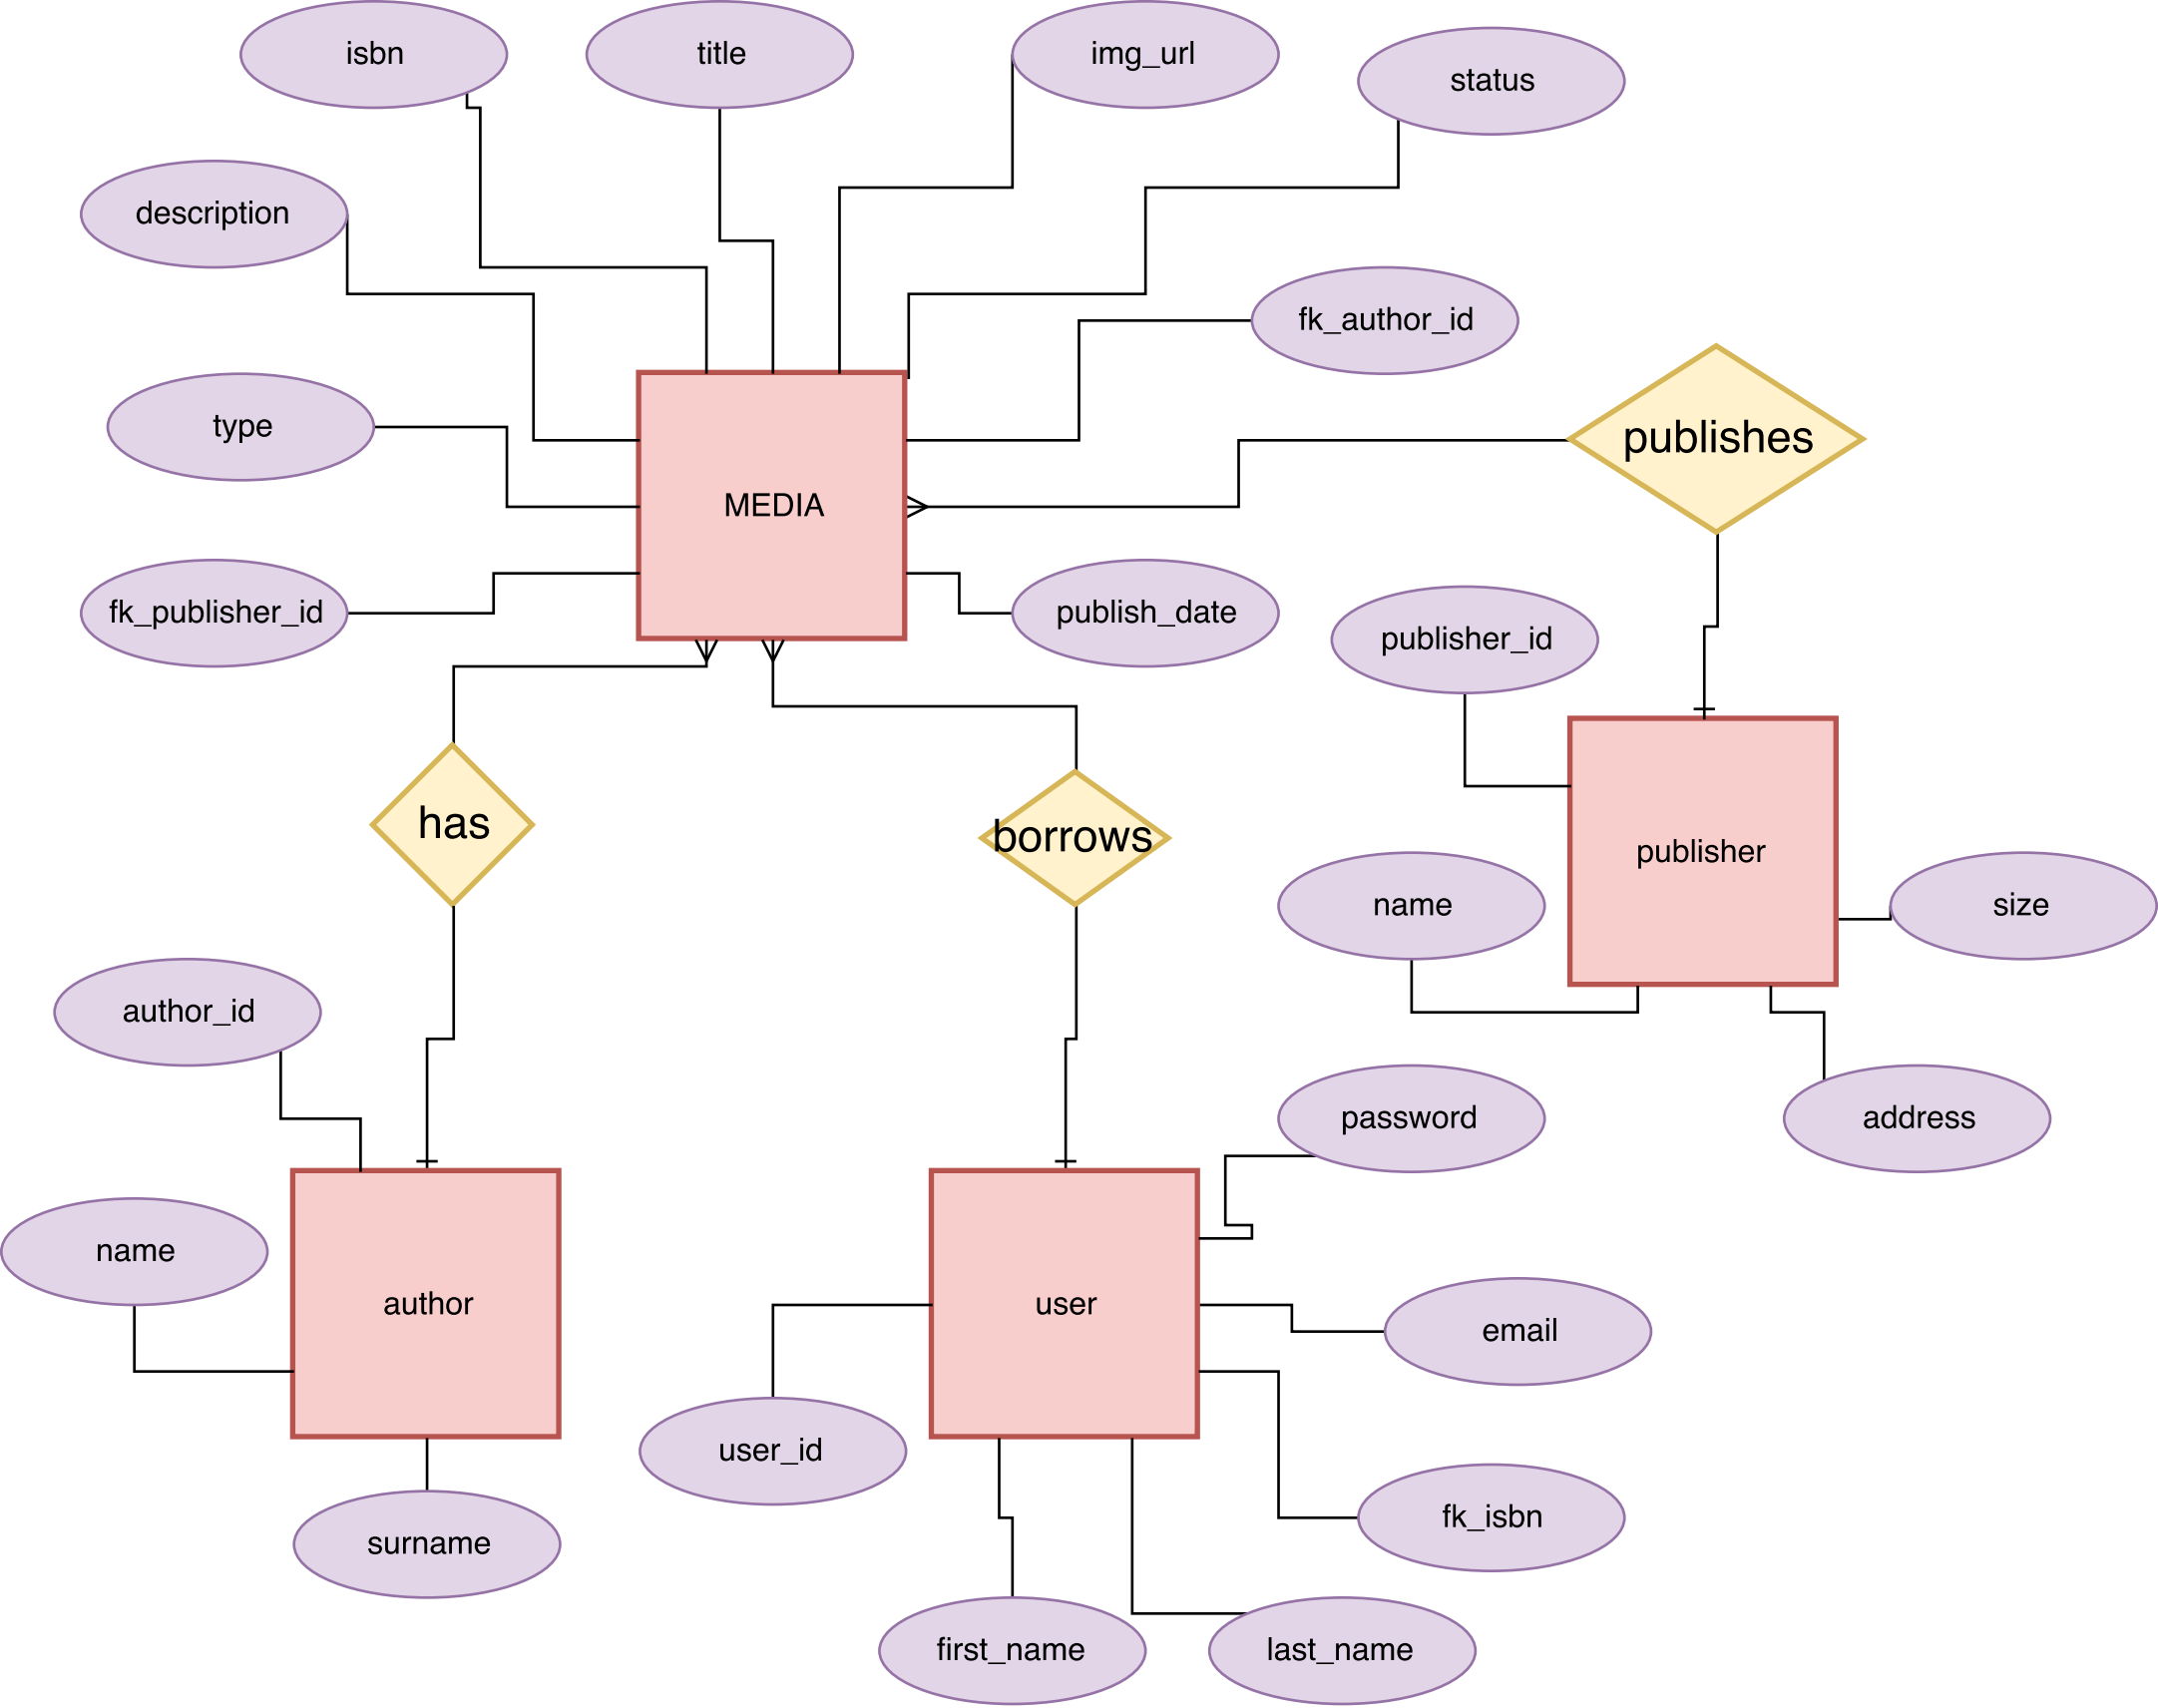 isbn
title
img_url
status
description
fk_author_id
type
publishes
MEDIA
fk_publisher_id
publish_date
publisher_id
has
borrows
publisher
name
size
author_id
password
address
name
author
user
email
user_id
fk_isbn
surname
first_name
last_name